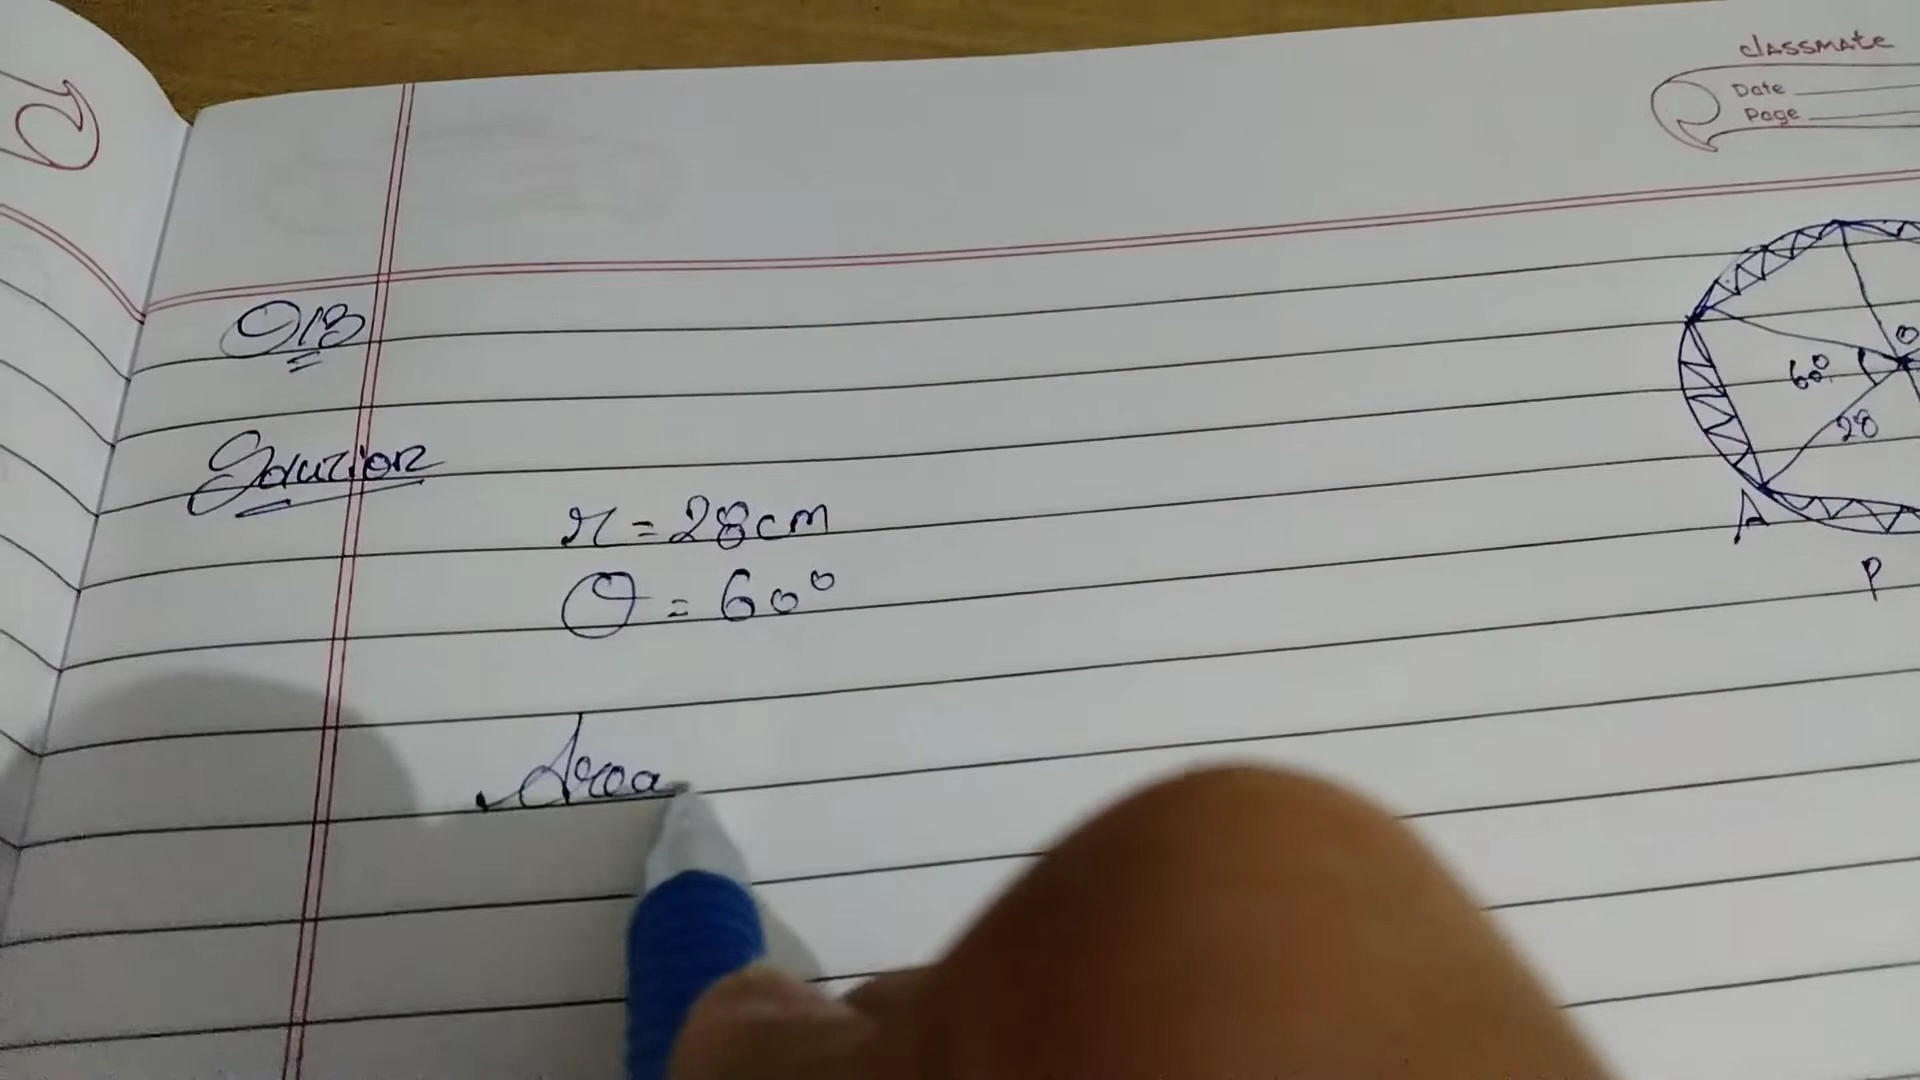 classmate
Date
Page
Q13
Solution
r = 28cm
θ = 60°
Area
O
60°
28
A
P